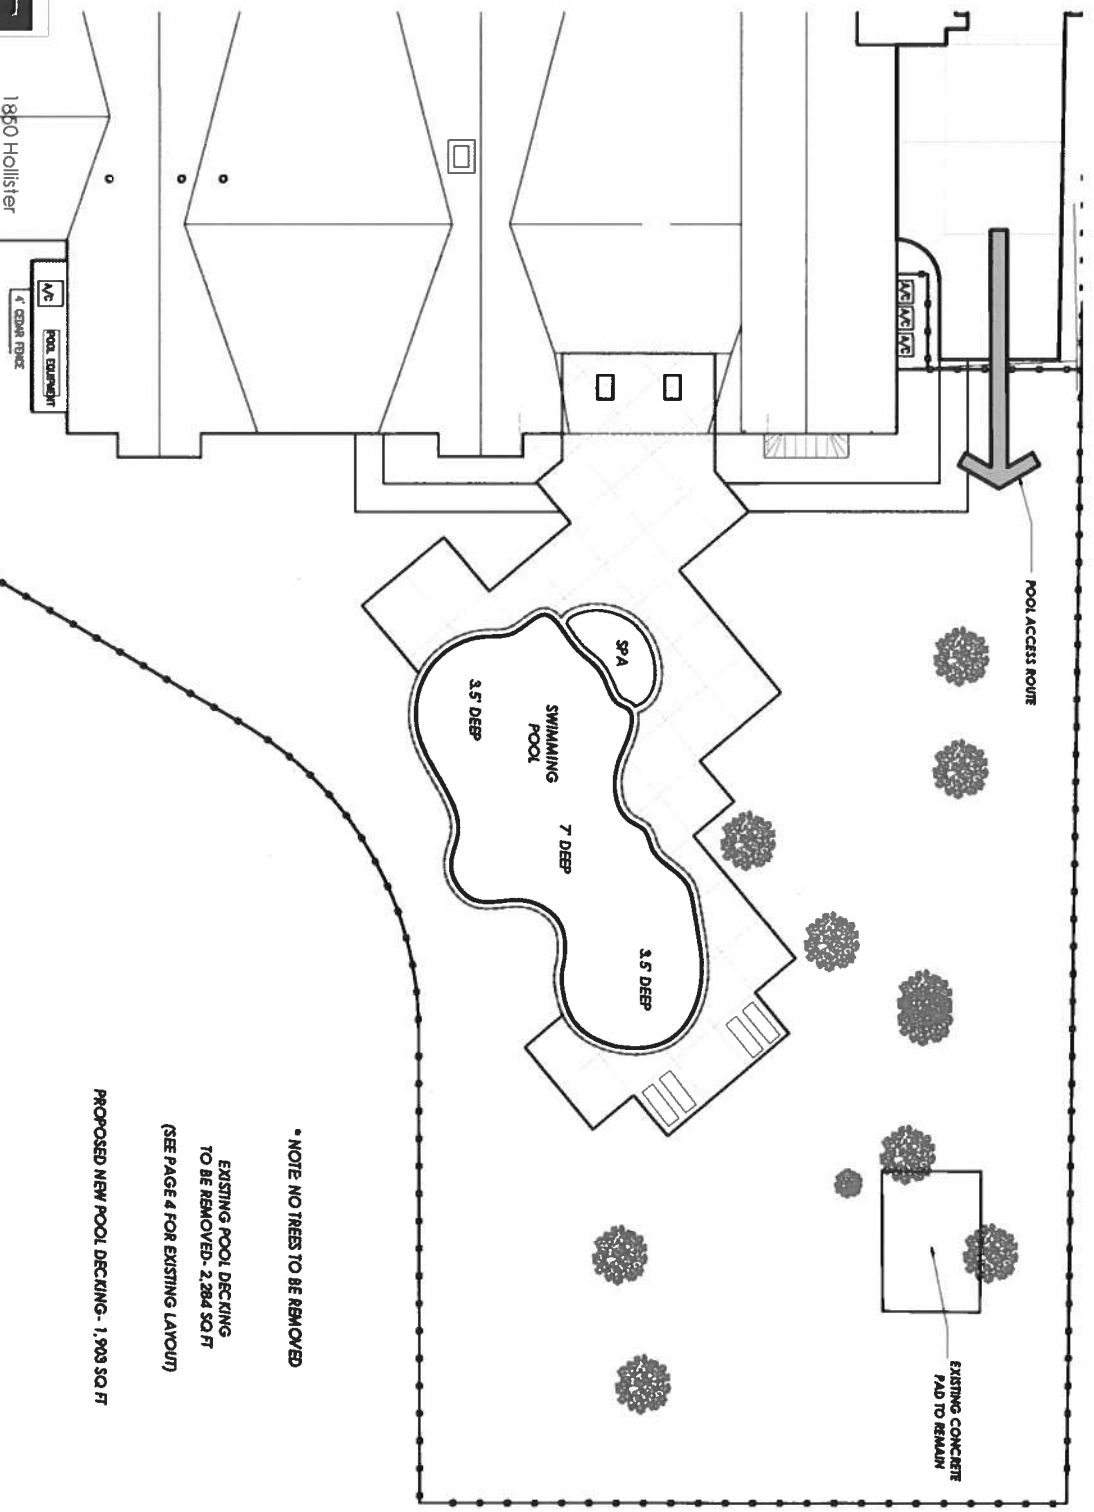 1850 Hollister
A/C
POOL EQUIPMENT
4' CEDAR FENCE
A/C
A/C
A/C
POOL ACCESS ROUTE
SPA
SWIMMING
POOL
3.5' DEEP
7' DEEP
3.5' DEEP
EXISTING CONCRETE
PAD TO REMAIN
* NOTE NO TREES TO BE REMOVED
EXISTING POOL DECKING
TO BE REMOVED- 2,284 SQ FT
(SEE PAGE 4 FOR EXISTING LAYOUT)
PROPOSED NEW POOL DECKING- 1,903 SQ FT